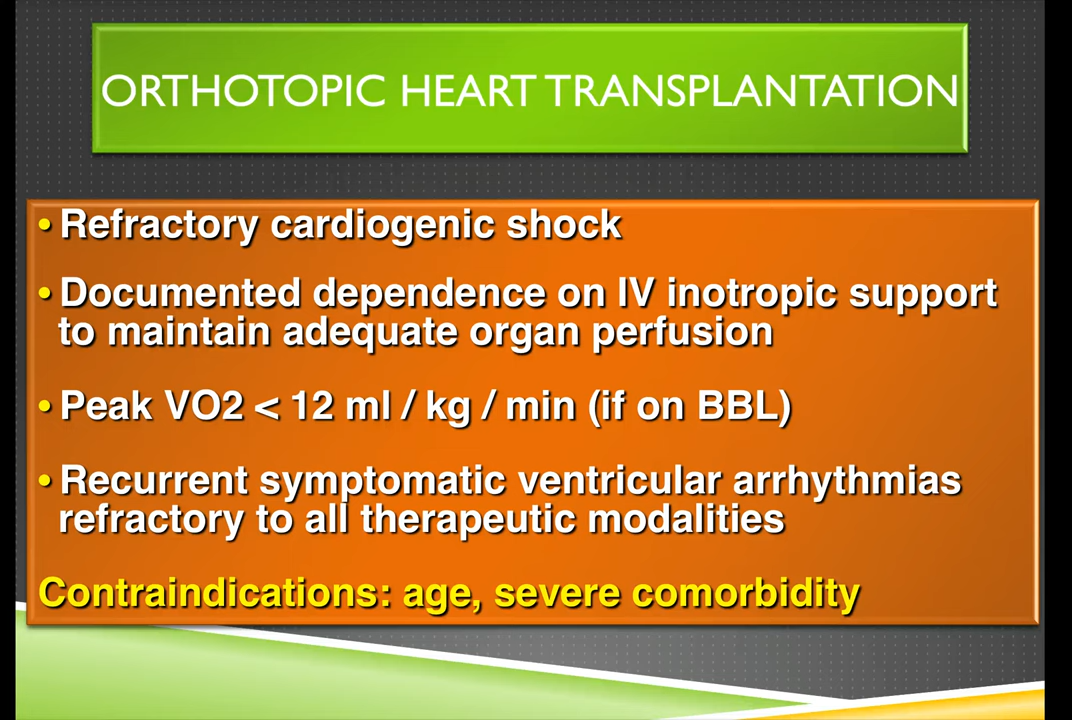 ORTHOTOPIC HEART TRANSPLANTATION
• Refractory cardiogenic shock
• Documented dependence on IV inotropic support
to maintain adequate organ perfusion
• Peak VO2 < 12 ml / kg / min (if on BBL)
• Recurrent symptomatic ventricular arrhythmias
refractory to all therapeutic modalities
Contraindications: age, severe comorbidity